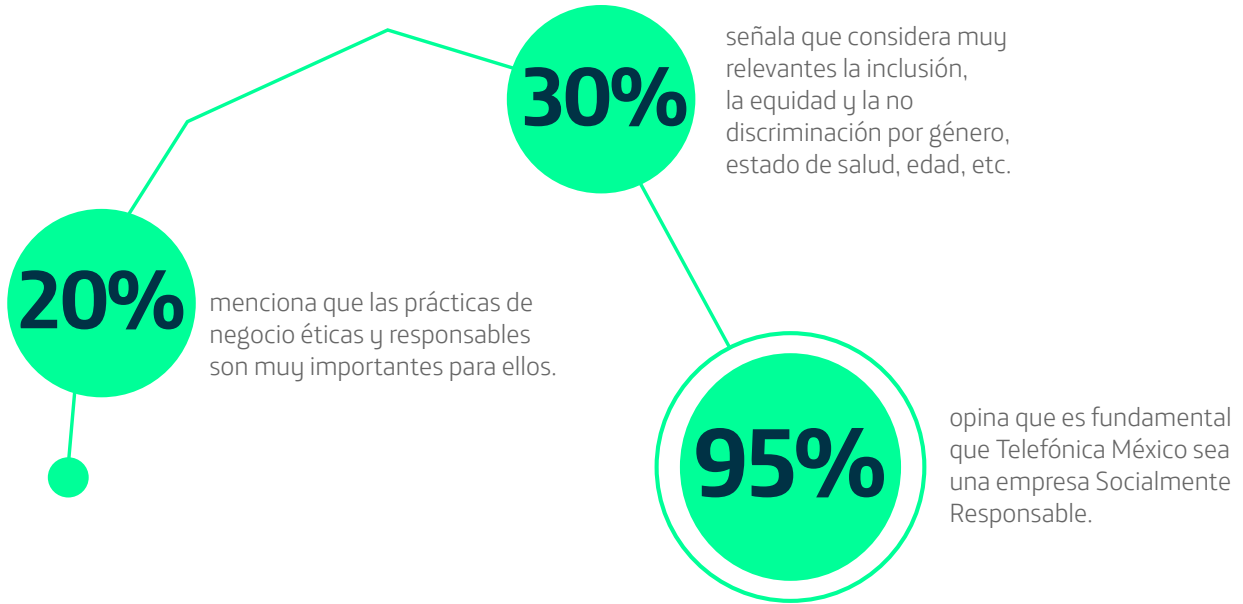 30%
señala que considera muy
relevantes la inclusión,
la equidad y la no
discriminación por género,
estado de salud, edad, etc.
20%
menciona que las prácticas de
negocio éticas y responsables
son muy importantes para ellos.
95%
opina que es fundamental
que Telefónica México sea
una empresa Socialmente
Responsable.